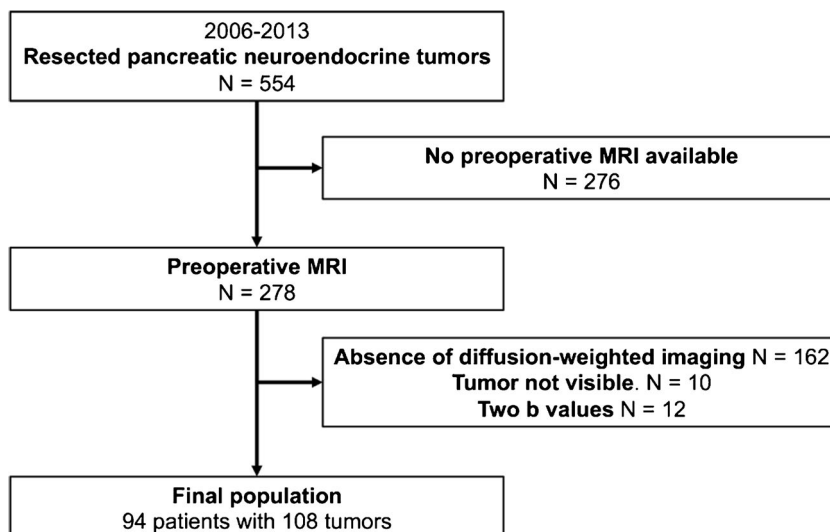 2006-2013
Resected pancreatic neuroendocrine tumors
N = 554
No preoperative MRI available
N = 276
Preoperative MRI
N = 278
Absence of diffusion-weighted imaging N = 162
Tumor not visible. N = 10
Two b values N = 12
Final population
94 patients with 108 tumors